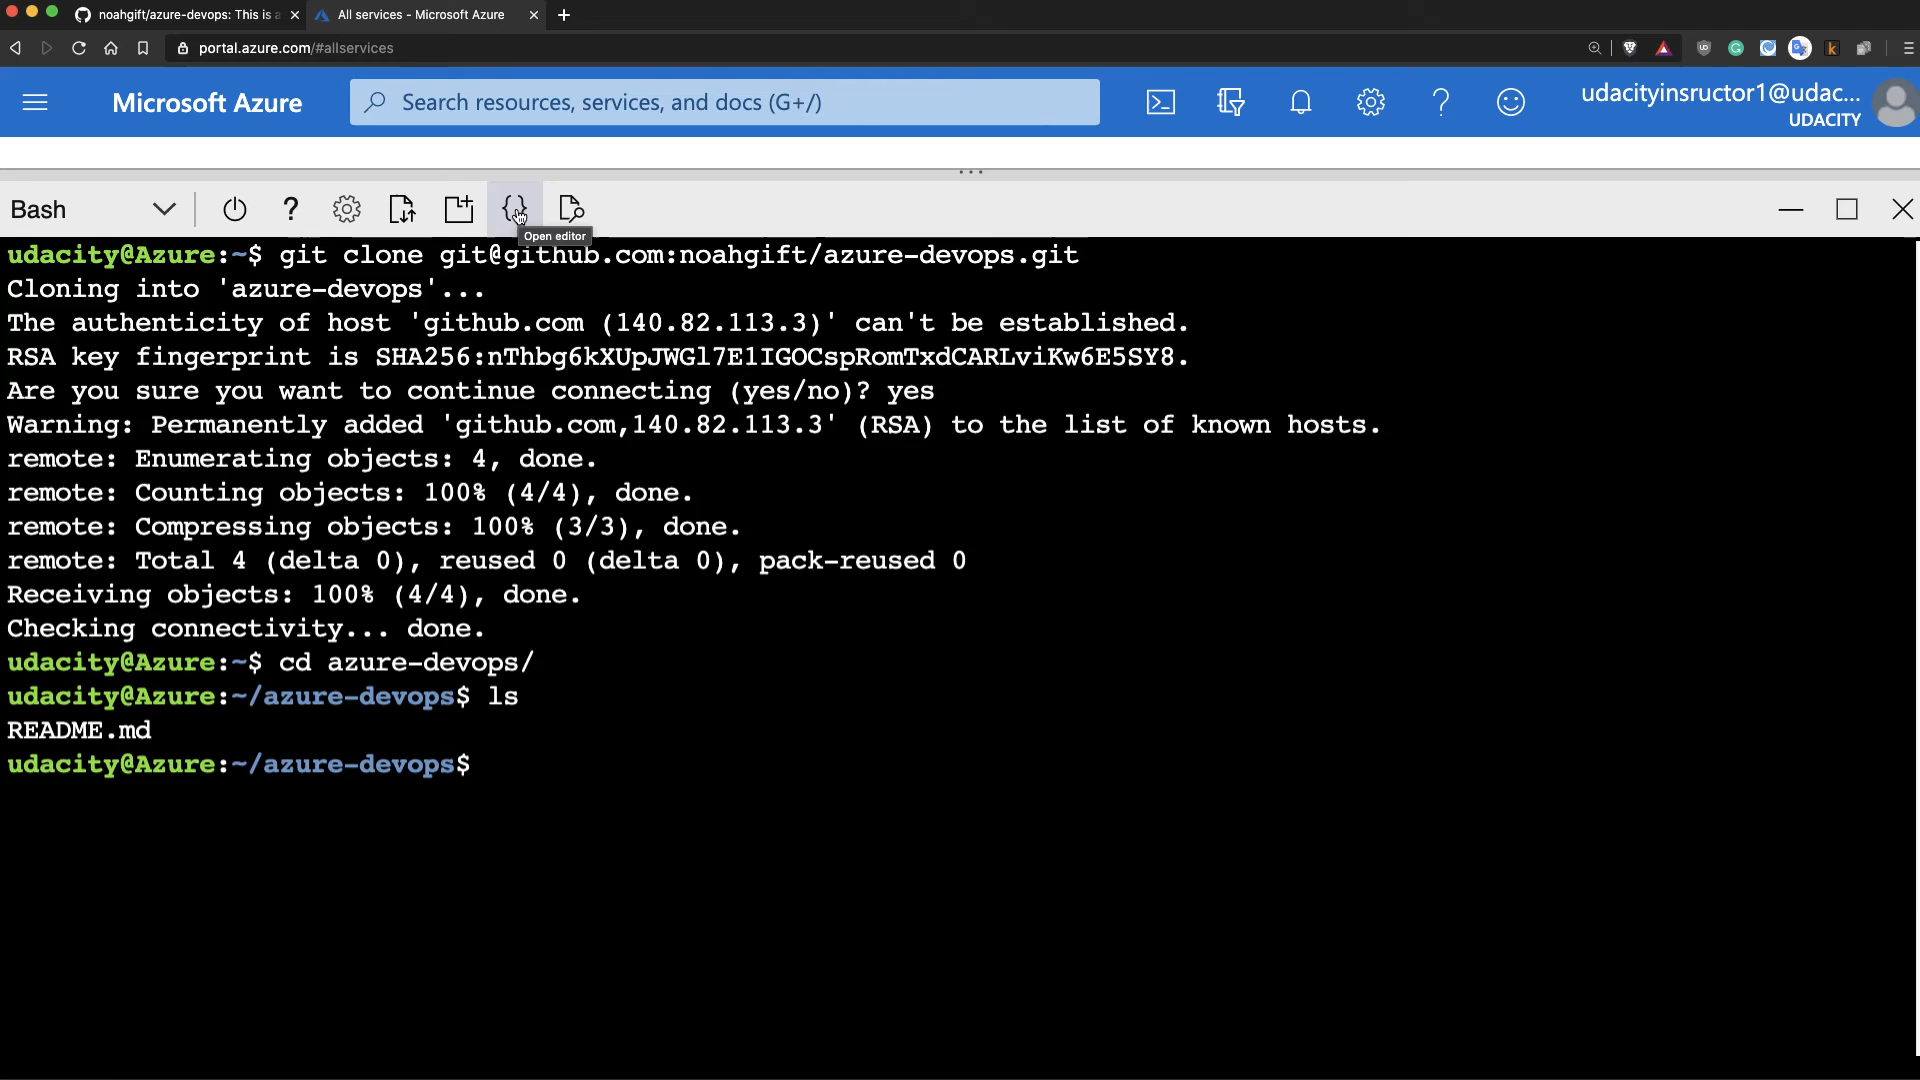 noahgift/azure-devops: This is a
All services - Microsoft Azure
portal.azure.com/#allservices
Microsoft Azure
Search resources, services, and docs (G+/)
udacityinsructor1@udac...
UDACITY
Bash
Open editor
udacity@Azure:~$ git clone git@github.com:noahgift/azure-devops.git
Cloning into 'azure-devops'...
The authenticity of host 'github.com (140.82.113.3)' can't be established.
RSA key fingerprint is SHA256:nThbg6kXUpJWGl7E1IGOCspRomTxdCARLviKw6E5SY8.
Are you sure you want to continue connecting (yes/no)? yes
Warning: Permanently added 'github.com,140.82.113.3' (RSA) to the list of known hosts.
remote: Enumerating objects: 4, done.
remote: Counting objects: 100% (4/4), done.
remote: Compressing objects: 100% (3/3), done.
remote: Total 4 (delta 0), reused 0 (delta 0), pack-reused 0
Receiving objects: 100% (4/4), done.
Checking connectivity... done.
udacity@Azure:~$ cd azure-devops/
udacity@Azure:~/azure-devops$ ls
README.md
udacity@Azure:~/azure-devops$